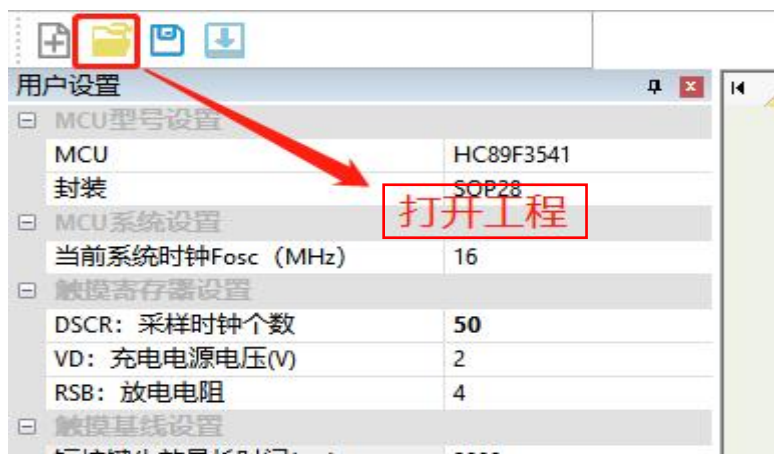 用户设置
MCU型号设置
MCU HC89F3541
封装 SOP28
打开工程
MCU系统设置
当前系统时钟Fosc（MHz） 16
触摸寄存器设置
DSCR：采样时钟个数 50
VD：充电电源电压(V) 2
RSB：放电电阻 4
触摸基线设置